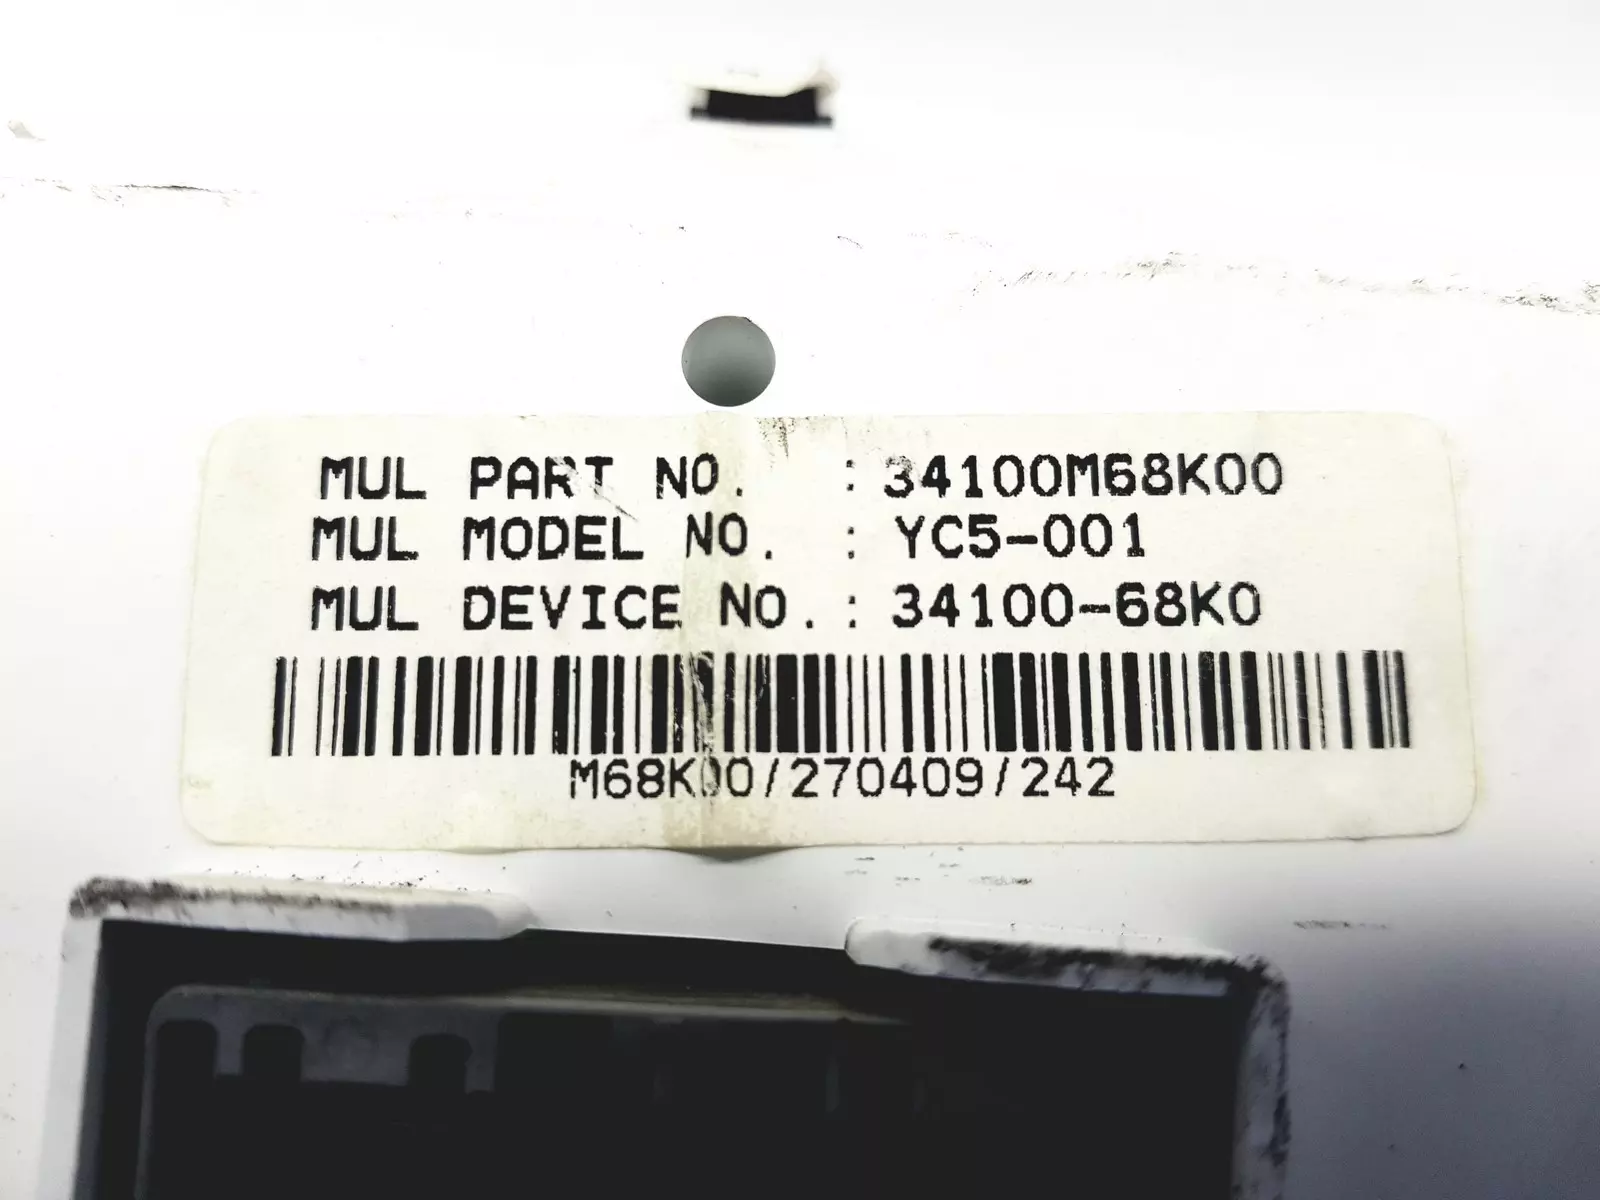 MUL PART NO. : 34100M68K00
MUL MODEL NO. : YC5-001
MUL DEVICE NO. : 34100-68K0
M68K00/270409/242